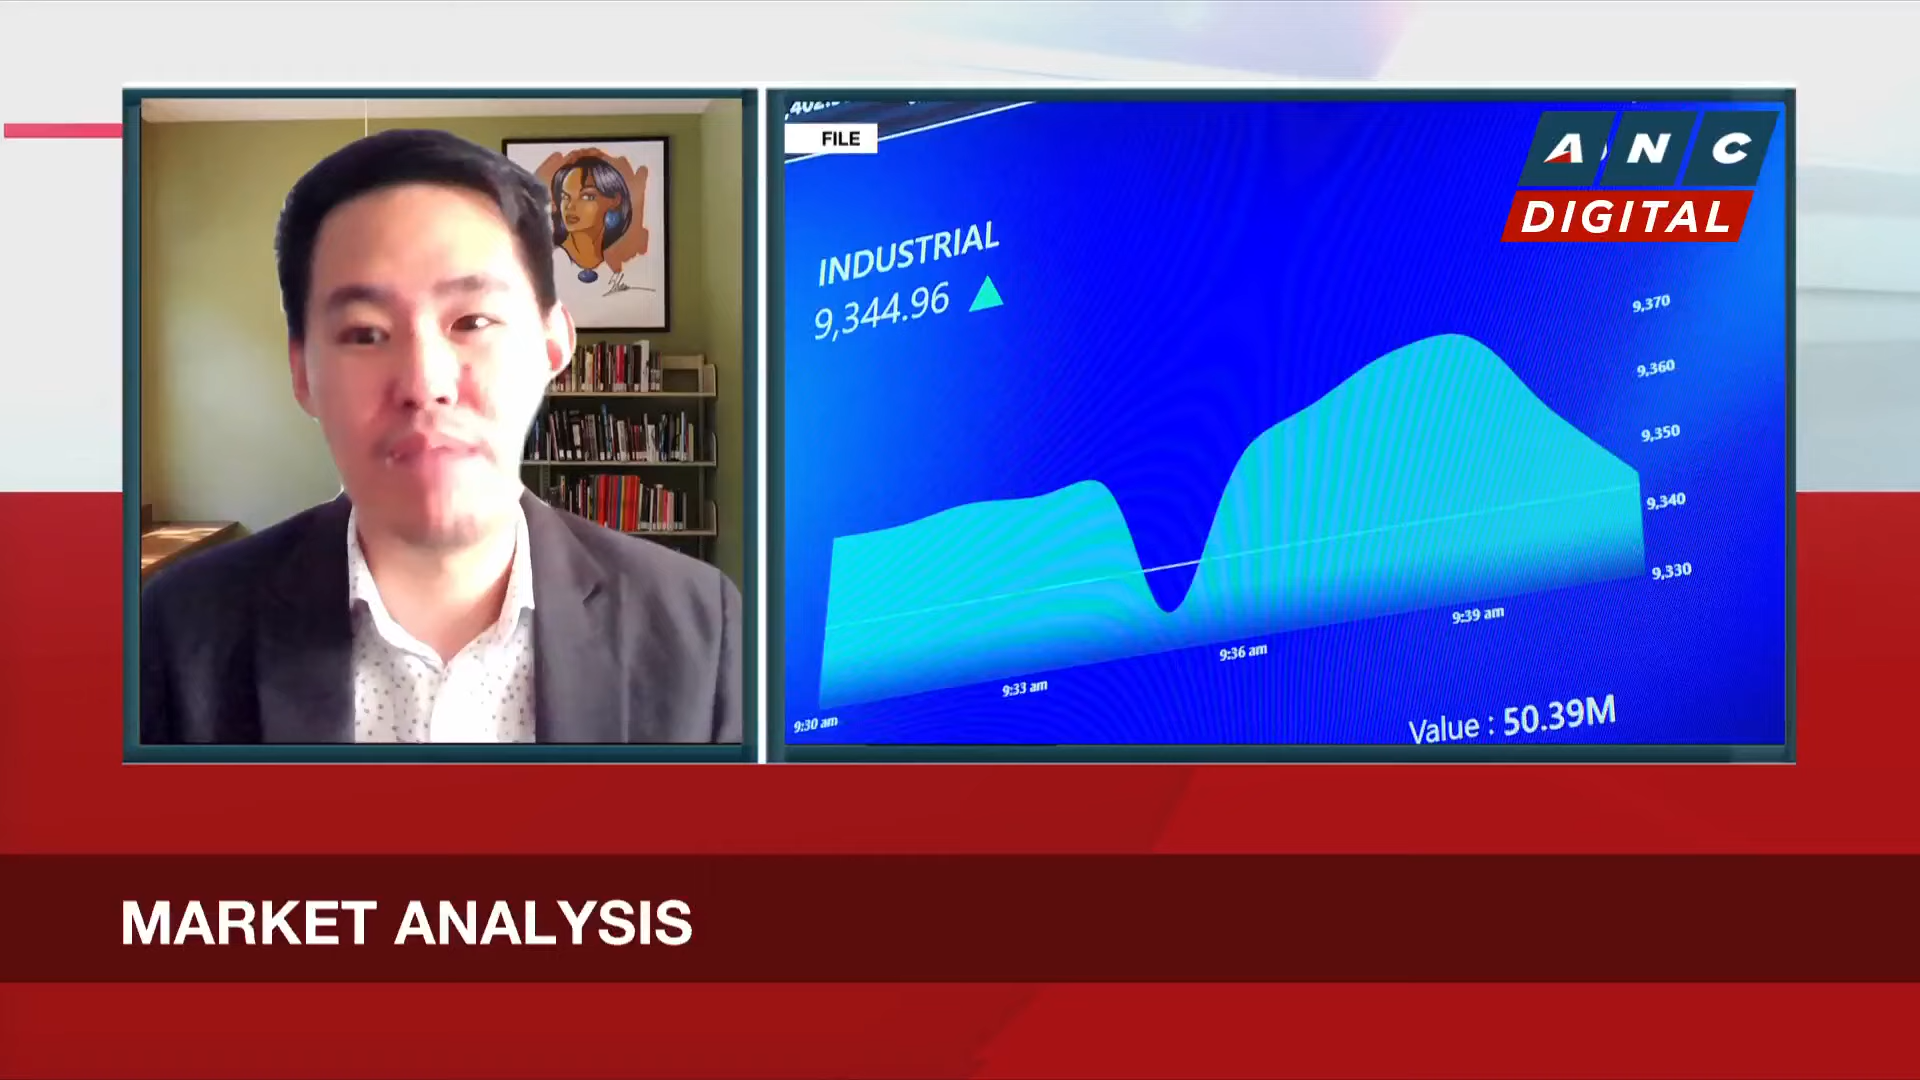 FILE
ANC
DIGITAL
INDUSTRIAL
9,344.96
9,370
9,360
9,350
9,340
9,330
9:30 am
9:33 am
9:36 am
9:39 am
Value : 50.39M
MARKET ANALYSIS